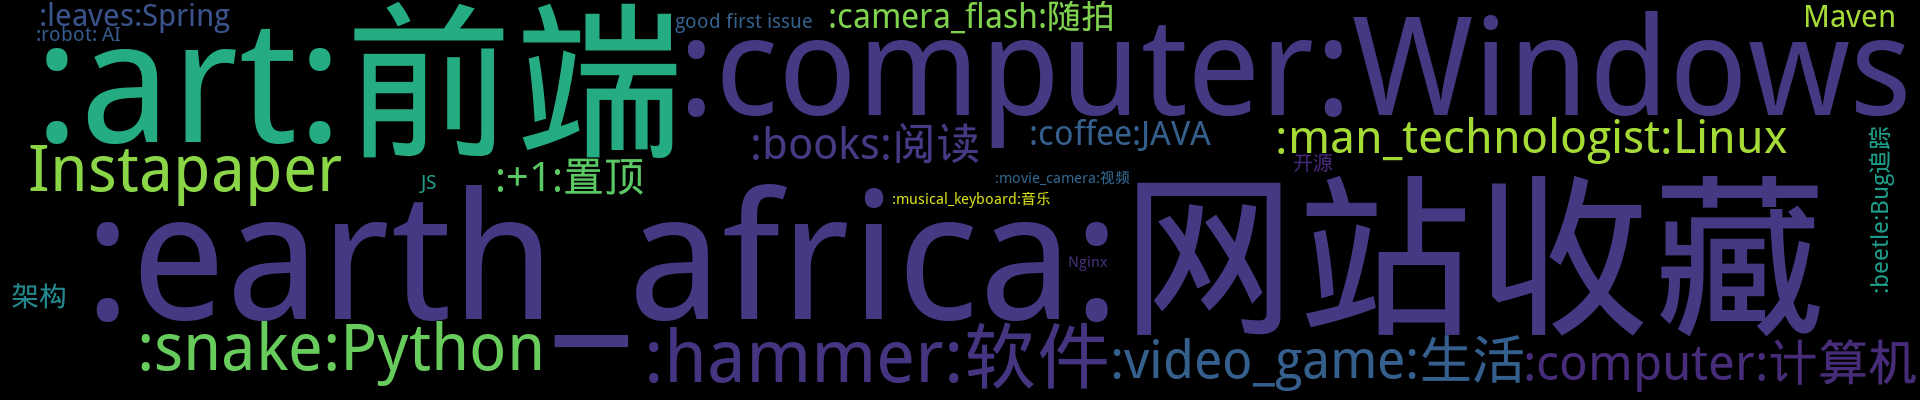 :leaves:Spring
:robot: AI
good first issue
:camera_flash:随拍
Maven
:art:前端
:computer:Windows
:books:阅读
:coffee:JAVA
:man_technologist:Linux
Instapaper
JS
:+1:置顶
开源
:movie_camera:视频
:musical_keyboard:音乐
:beetle:Bug追踪
:earth_africa:网站收藏
Nginx
架构
:snake:Python
:hammer:软件
:video_game:生活
:computer:计算机